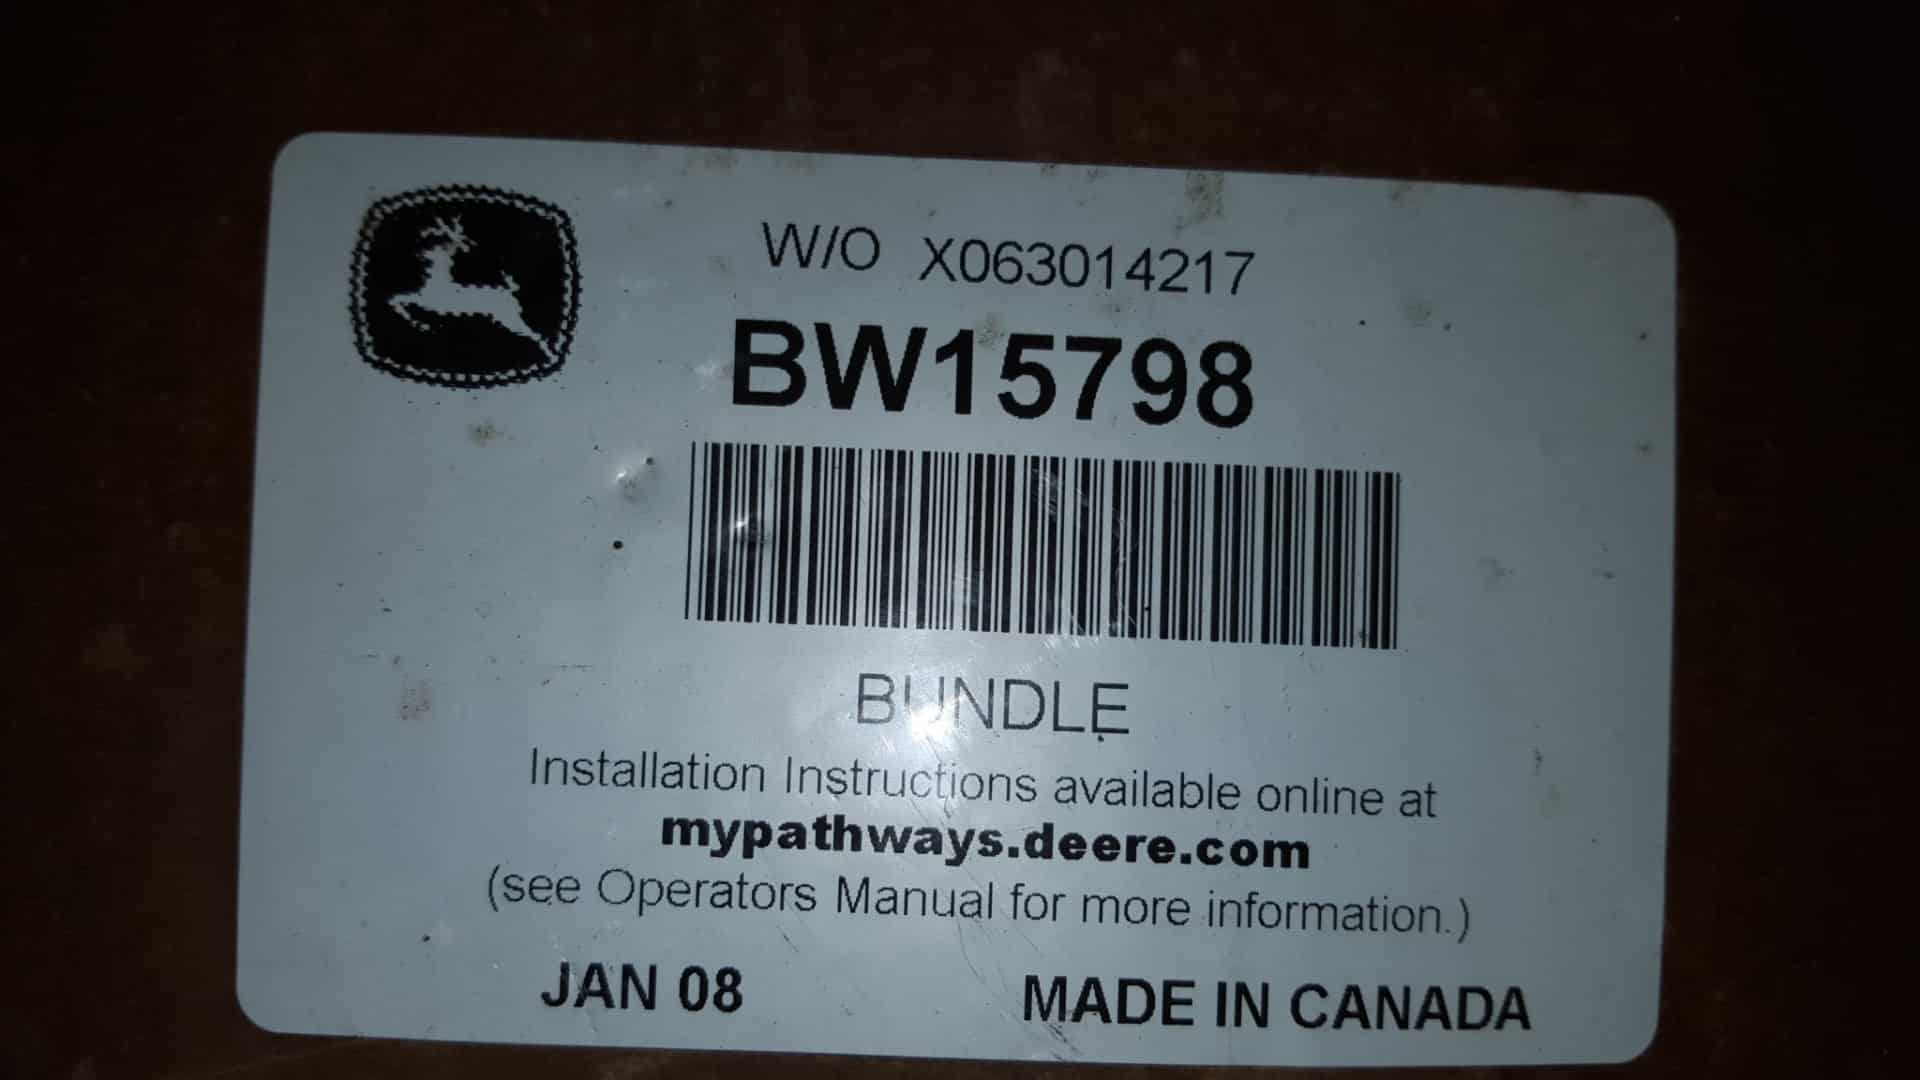 W/O X063014217
BW15798
BUNDLE
Installation Instructions available online at
mypathways.deere.com
(see Operators Manual for more information.)
JAN 08 MADE IN CANADA